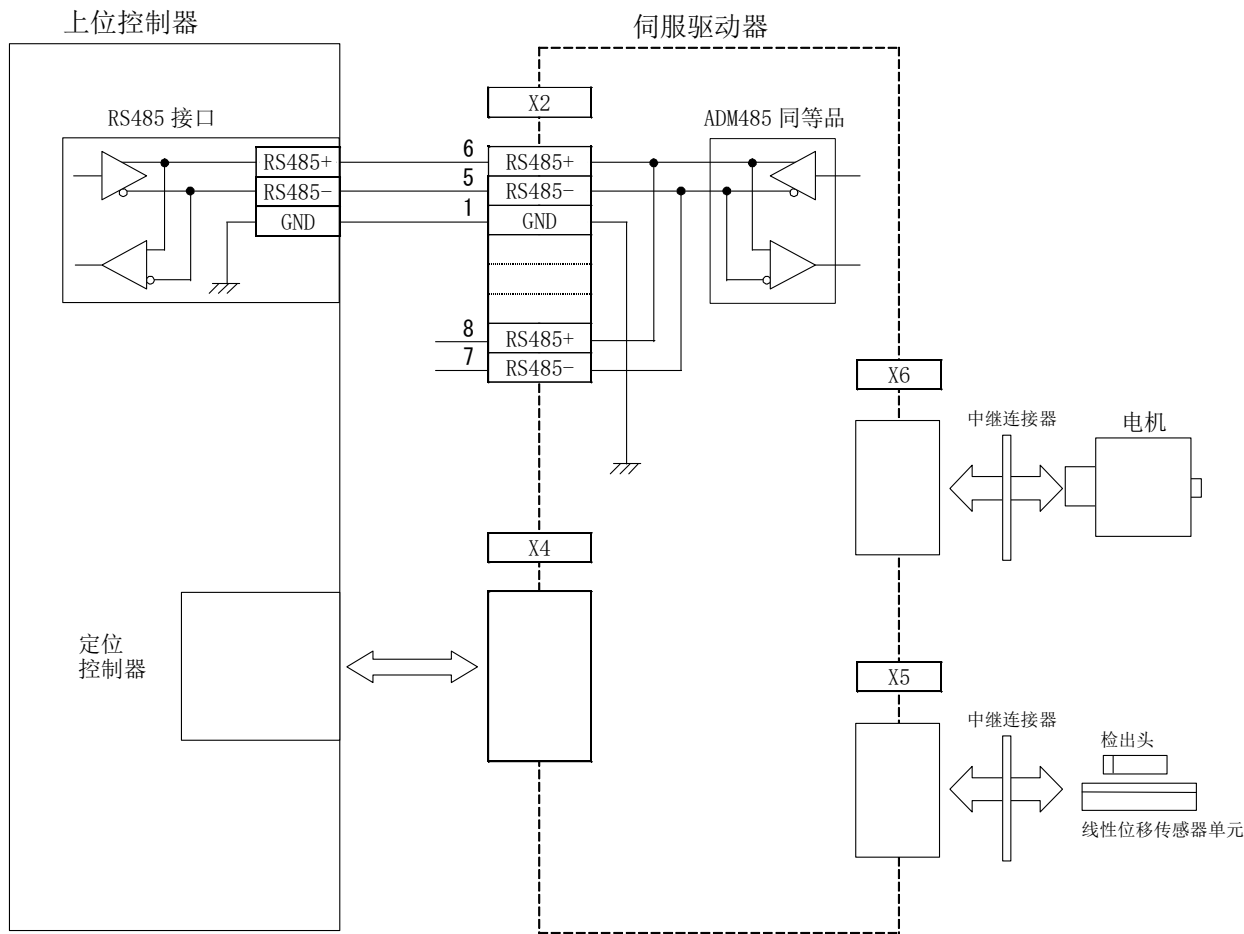 上位控制器
伺服驱动器
X2
RS485 接口
ADM485 同等品
RS485+
6
RS485+
RS485-
5
RS485-
GND
1
GND
8
RS485+
7
RS485-
X6
中继连接器
电机
X4
定位
控制器
X5
中继连接器
检出头
线性位移传感器单元